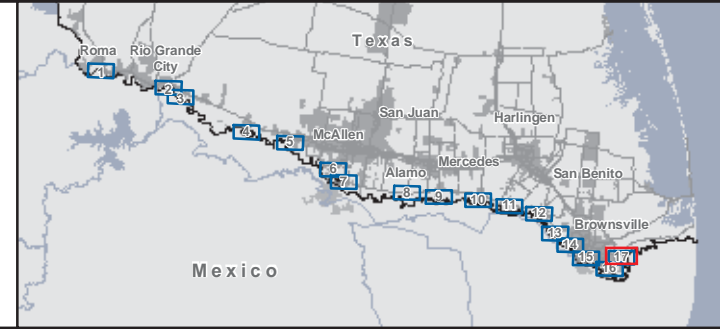 Texas
Roma
Rio Grande
City
1
2
3
San Juan
Harlingen
4
5
McAllen
Mercedes
6
7
Alamo
San Benito
8
9
10
11
12
Brownsville
13
14
15
16
17
Mexico